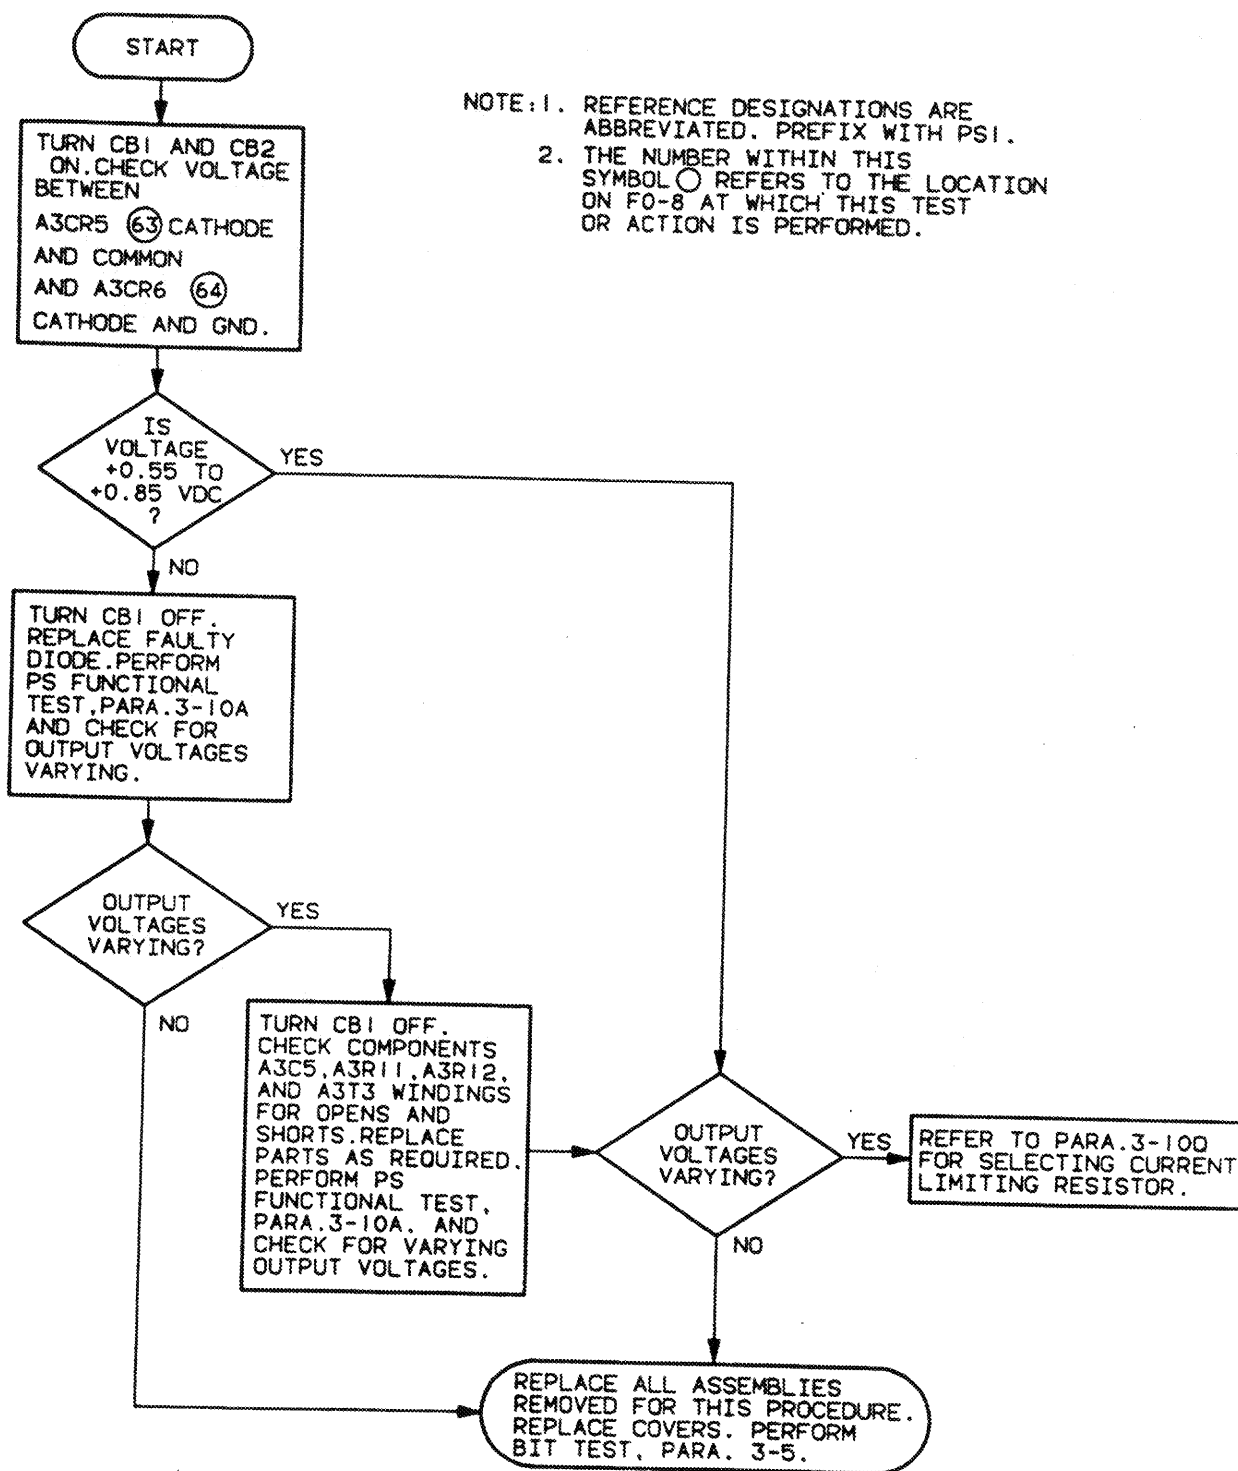 START
NOTE:1. REFERENCE DESIGNATIONS ARE
ABBREVIATED. PREFIX WITH PS1.
2. THE NUMBER WITHIN THIS
SYMBOL ◯ REFERS TO THE LOCATION
ON FO-8 AT WHICH THIS TEST
OR ACTION IS PERFORMED.
TURN CB1 AND CB2
ON.CHECK VOLTAGE
BETWEEN
A3CR5 63 CATHODE
AND COMMON
AND A3CR6 64
CATHODE AND GND.
IS
VOLTAGE
+0.55 TO
+0.85 VDC
?
YES
NO
TURN CB1 OFF.
REPLACE FAULTY
DIODE.PERFORM
PS FUNCTIONAL
TEST,PARA.3-10A
AND CHECK FOR
OUTPUT VOLTAGES
VARYING.
OUTPUT
VOLTAGES
VARYING?
YES
NO
TURN CB1 OFF.
CHECK COMPONENTS
A3C5,A3R11,A3R12,
AND A3T3 WINDINGS
FOR OPENS AND
SHORTS.REPLACE
PARTS AS REQUIRED.
PERFORM PS
FUNCTIONAL TEST,
PARA.3-10A. AND
CHECK FOR VARYING
OUTPUT VOLTAGES.
OUTPUT
VOLTAGES
VARYING?
YES
NO
REFER TO PARA.3-10Q
FOR SELECTING CURRENT
LIMITING RESISTOR.
REPLACE ALL ASSEMBLIES
REMOVED FOR THIS PROCEDURE.
REPLACE COVERS. PERFORM
BIT TEST, PARA. 3-5.